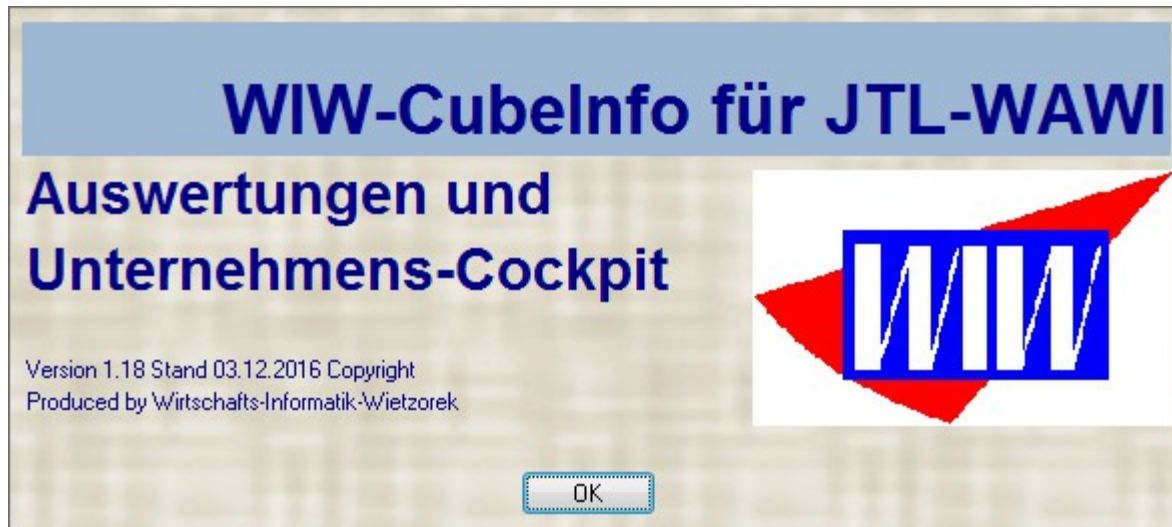 WIW-CubeInfo für JTL-WAWI
Auswertungen und
Unternehmens-Cockpit
WIW
Version 1.18 Stand 03.12.2016 Copyright
Produced by Wirtschafts-Informatik-Wietzorek
OK